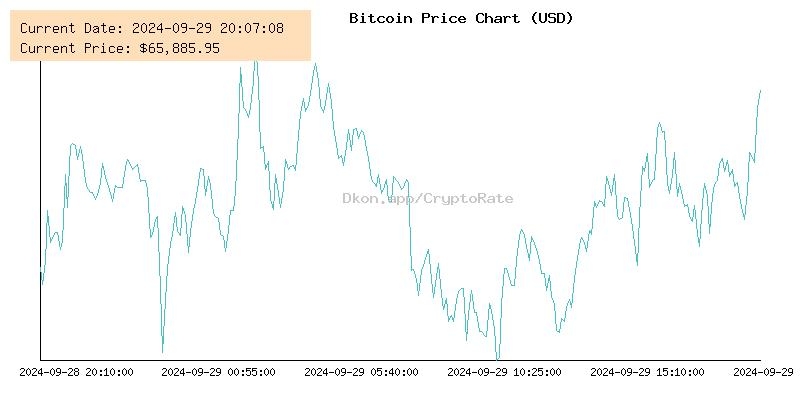 Bitcoin Price Chart (USD)
Current Date: 2024-09-29 20:07:08
Current Price: $65,885.95
Dkon.app/CryptoRate
2024-09-28 20:10:00 2024-09-29 00:55:00 2024-09-29 05:40:00 2024-09-29 10:25:00 2024-09-29 15:10:00 2024-09-29